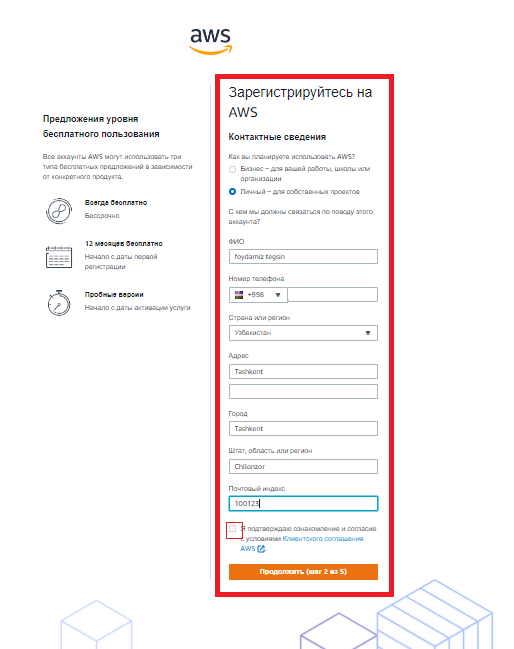 aws
Предложения уровня
бесплатного пользования
Все аккаунты AWS могут использовать три
типа бесплатных предложений в зависимости
от конкретного продукта.
Всегда бесплатно
Бессрочно
12 месяцев бесплатно
Начало с даты первой
регистрации
Пробные версии
Начало с даты активации услуги
Зарегистрируйтесь на
AWS
Контактные сведения
Как вы планируете использовать AWS?
Бизнес – для вашей работы, школы или
организации
Личный – для собственных проектов
С кем мы должны связаться по поводу этого
аккаунта?
ФИО
foydamiz tegsin
Номер телефона
+998
Страна или регион
Узбекистан
Адрес
Tashkent
Город
Tashkent
Штат, область или регион
Chilonzor
Почтовый индекс
100123
Я подтверждаю ознакомление и согласие
с условиями Клиентского соглашения
AWS
Продолжить (шаг 2 из 5)